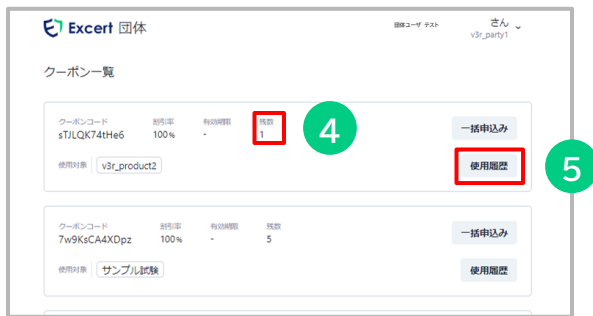 Excert 団体
団体ユーザ テスト
さん
v3r_party1
クーポン一覧
クーポンコード 割引率 有効期限 残数
sTJLQK74tHe6 100% - 1
4
一括申込み
使用対象 v3r_product2
使用履歴
5
クーポンコード 割引率 有効期限 残数
7w9KsCA4XDpz 100% - 5
一括申込み
使用対象 サンプル試験
使用履歴